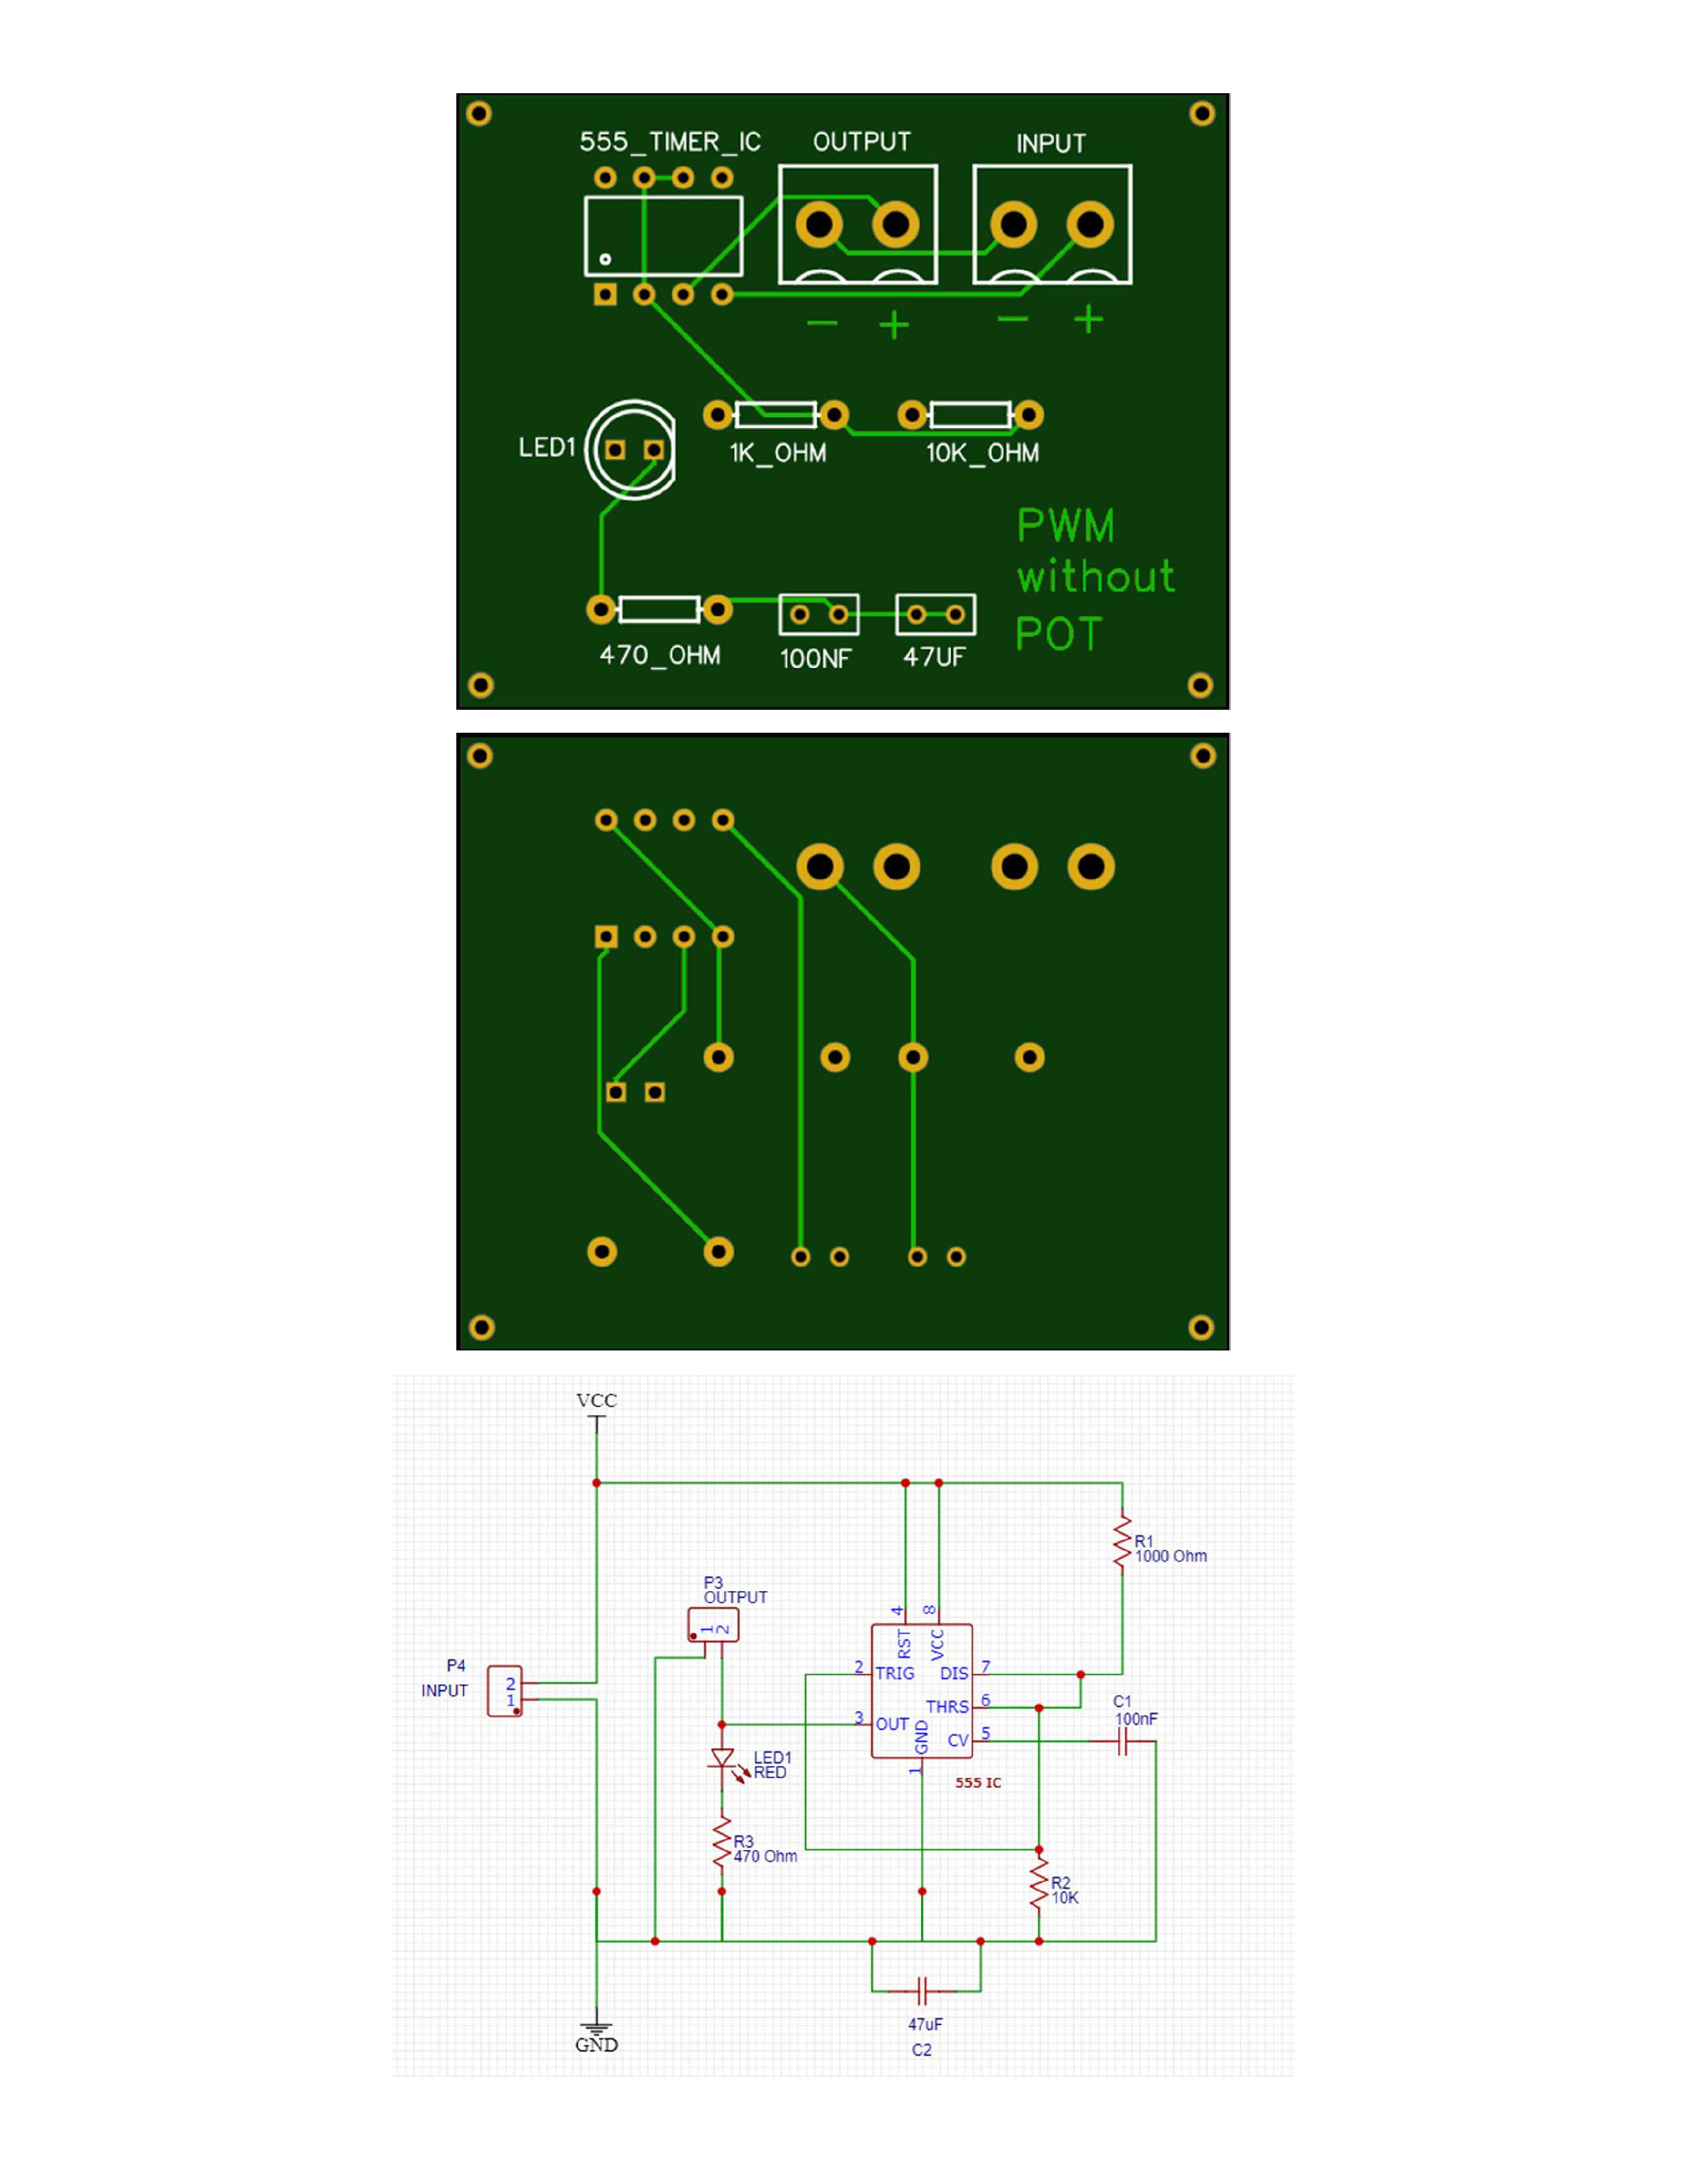 555_TIMER_IC
OUTPUT
INPUT
− +
− +
LED1
1K_OHM
10K_OHM
PWM
without
POT
470_OHM
100NF
47UF
VCC
R1
1000 Ohm
P3
OUTPUT
1 2
4 8
RST VCC
P4
INPUT
2
1
2 TRIG DIS 7
THRS 6
3 OUT GND CV 5
1
555 IC
C1
100nF
LED1
RED
R3
470 Ohm
R2
10K
47uF
C2
GND